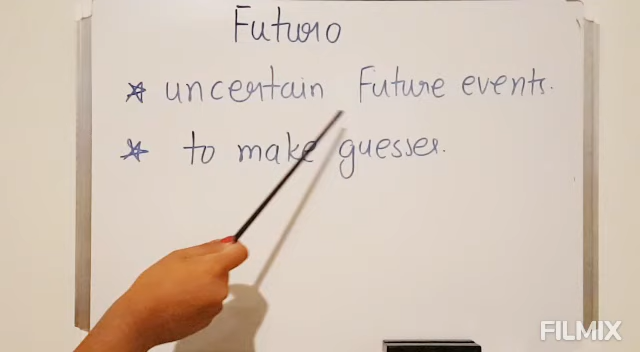 Futuro
* uncertain Future events.
* to make guesses.
FILMIX